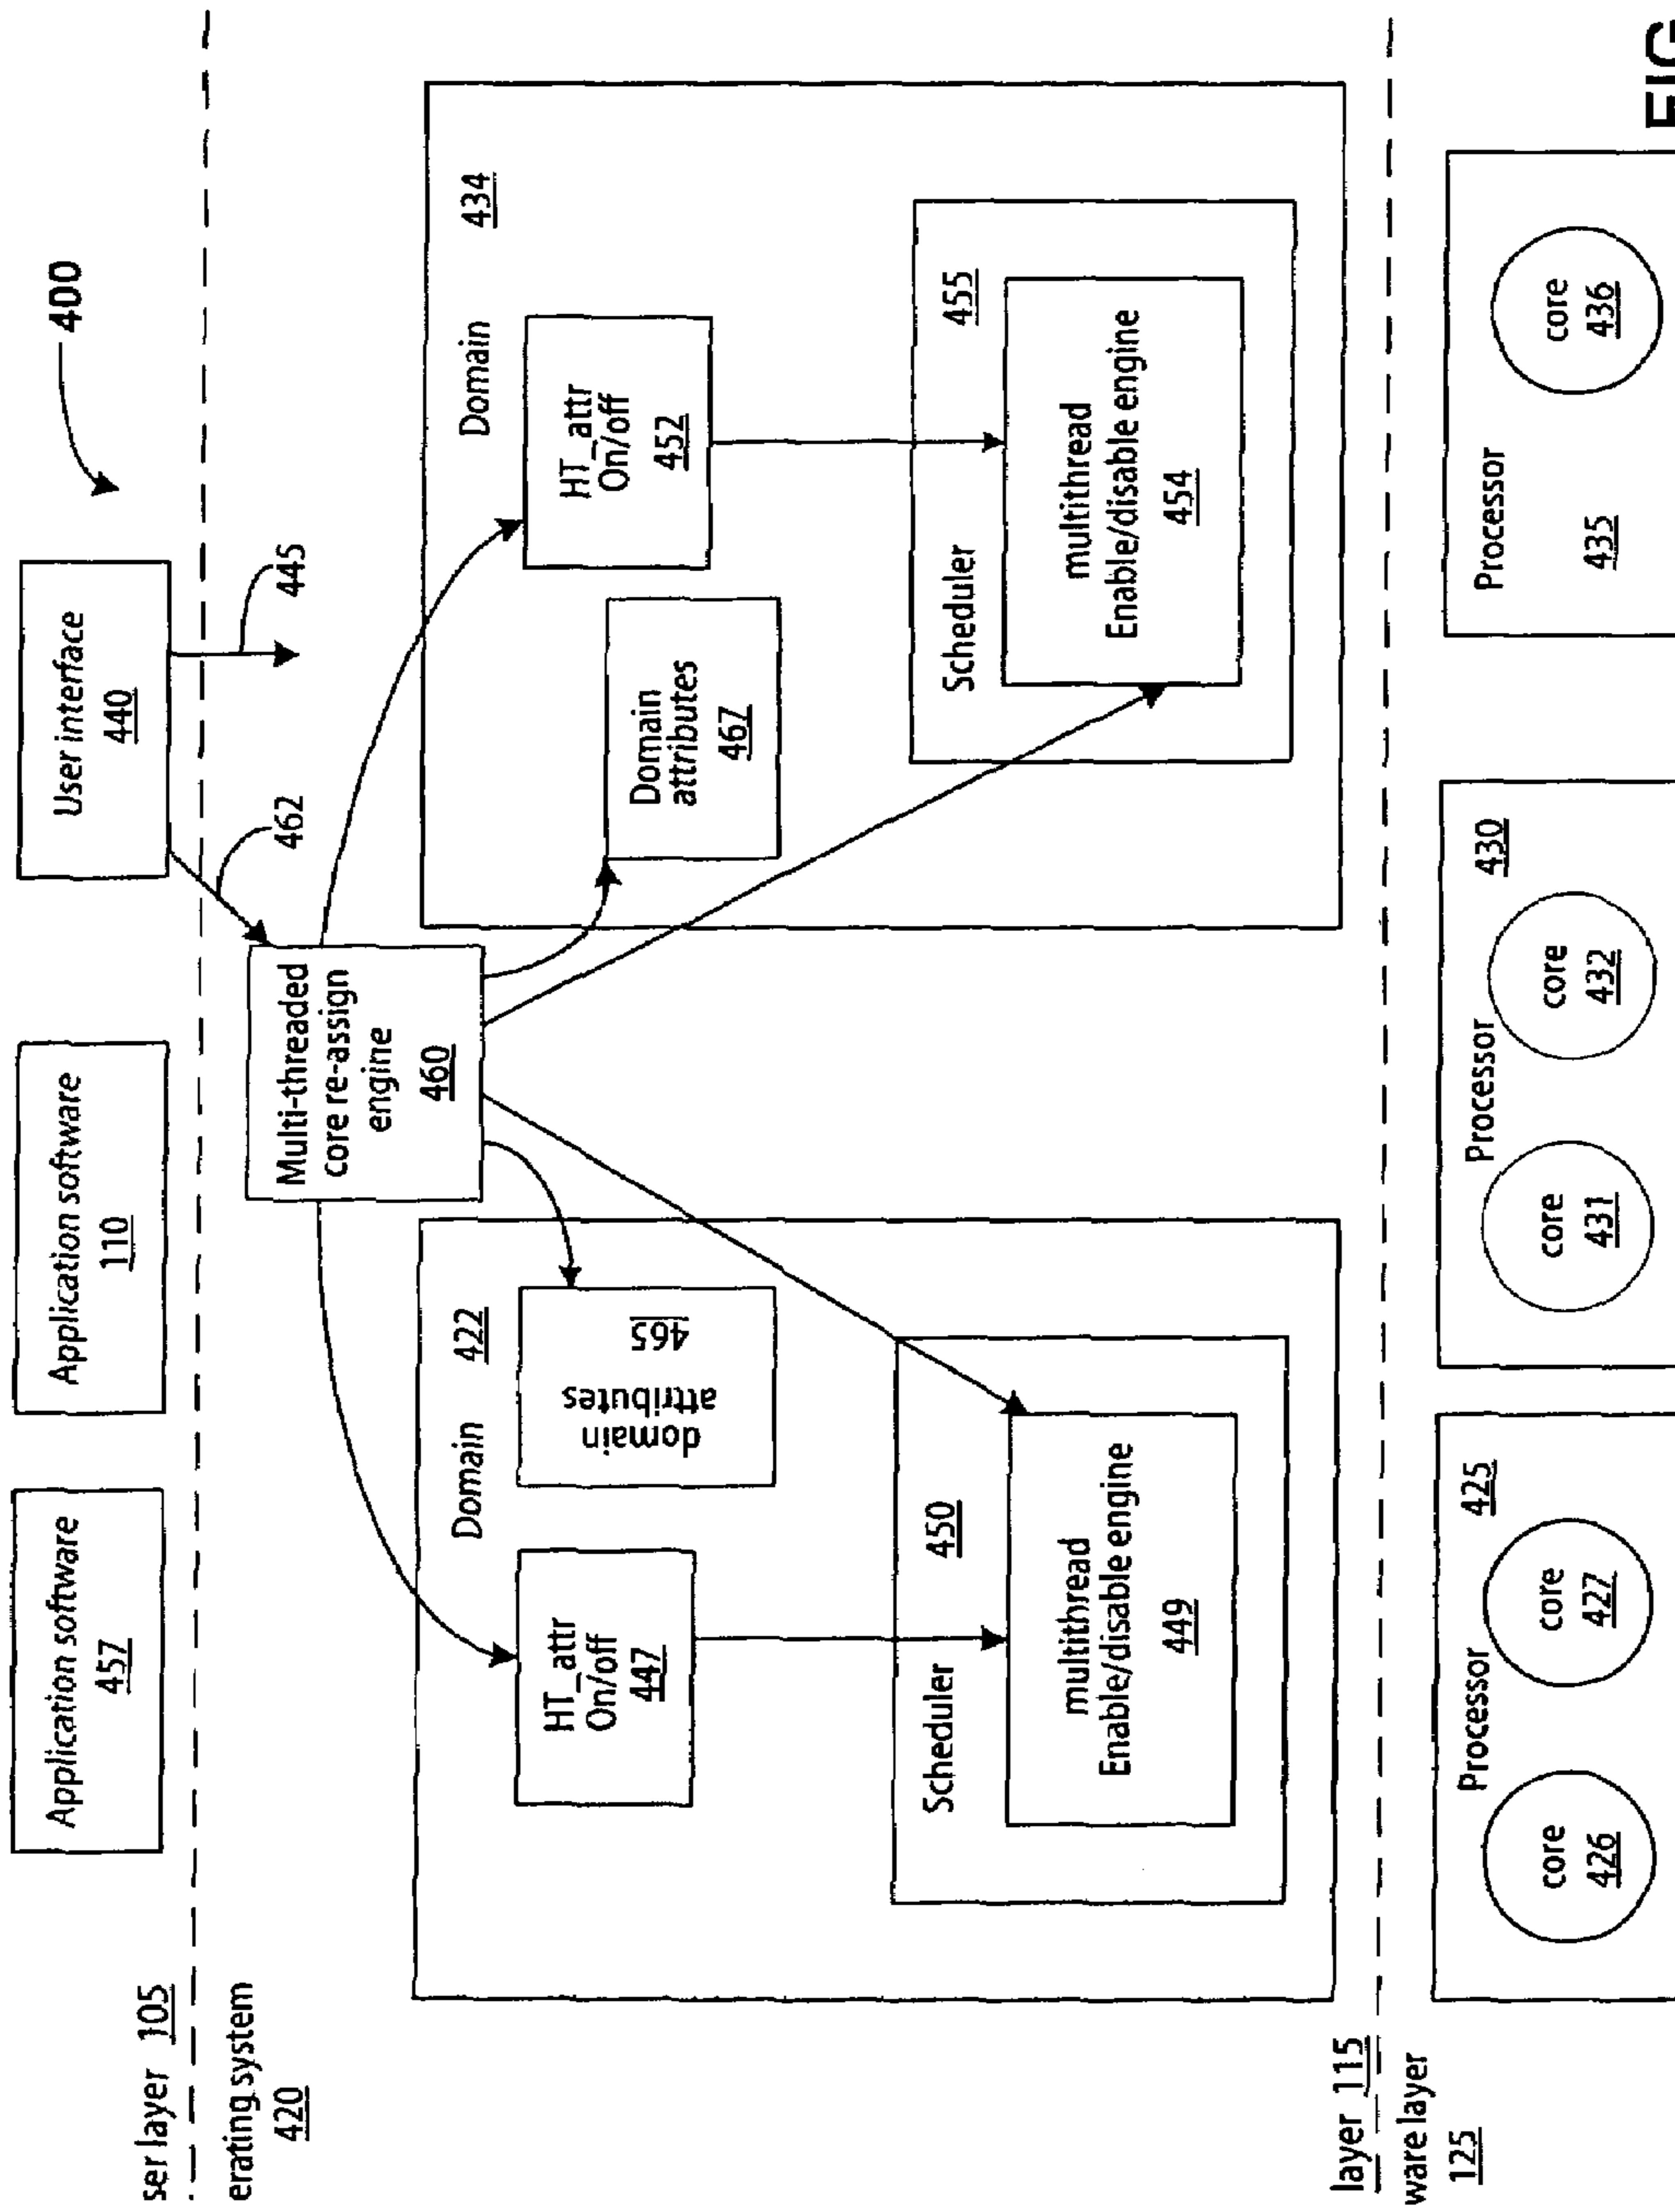 400
Application software
457
Application software
110
User interface
440
ser layer 105
462
445
erating system
420
Multi-threaded
core re-assign
engine
460
Domain
422
HT_attr
On/off
447
domain
attributes
465
Scheduler
450
multithread
Enable/disable engine
449
Domain
434
HT_attr
On/off
452
Domain
attributes
467
Scheduler
455
multithread
Enable/disable engine
454
layer 115
ware layer
125
Processor
425
core
426
core
427
Processor
430
core
431
core
432
Processor
435
core
436
FIG